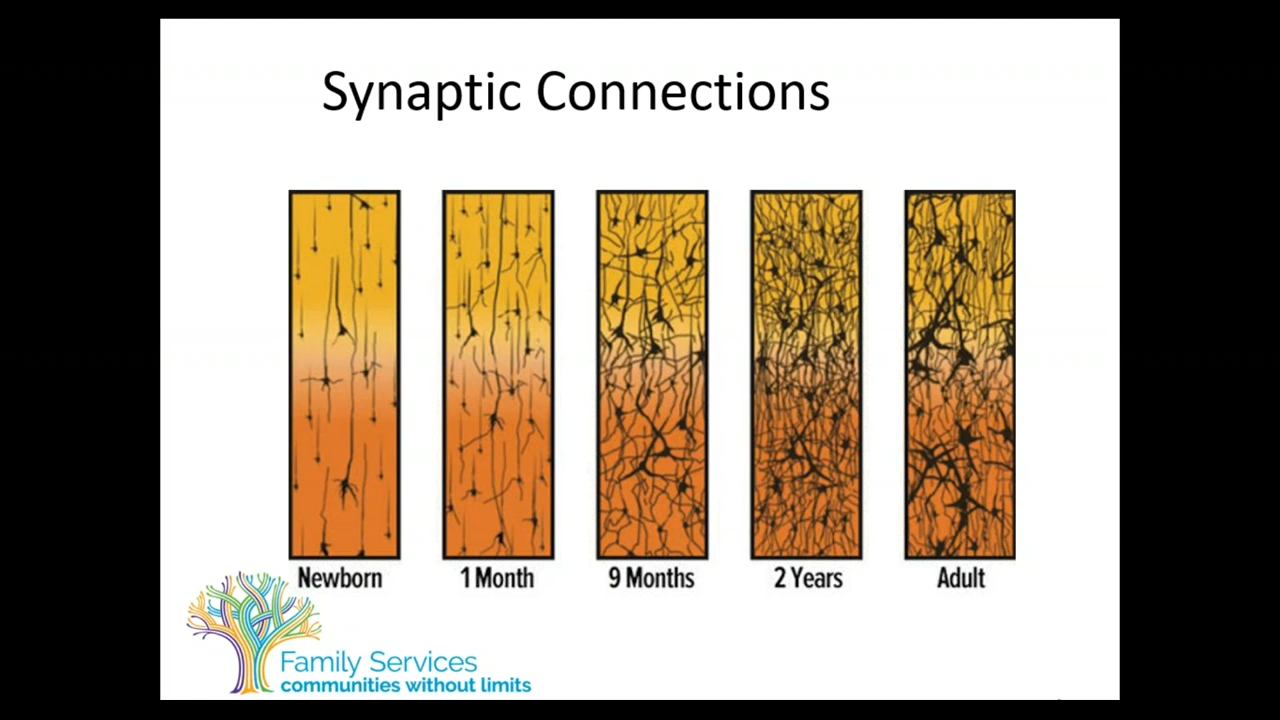 Synaptic Connections
Newborn 1 Month 9 Months 2 Years Adult
Family Services
communities without limits